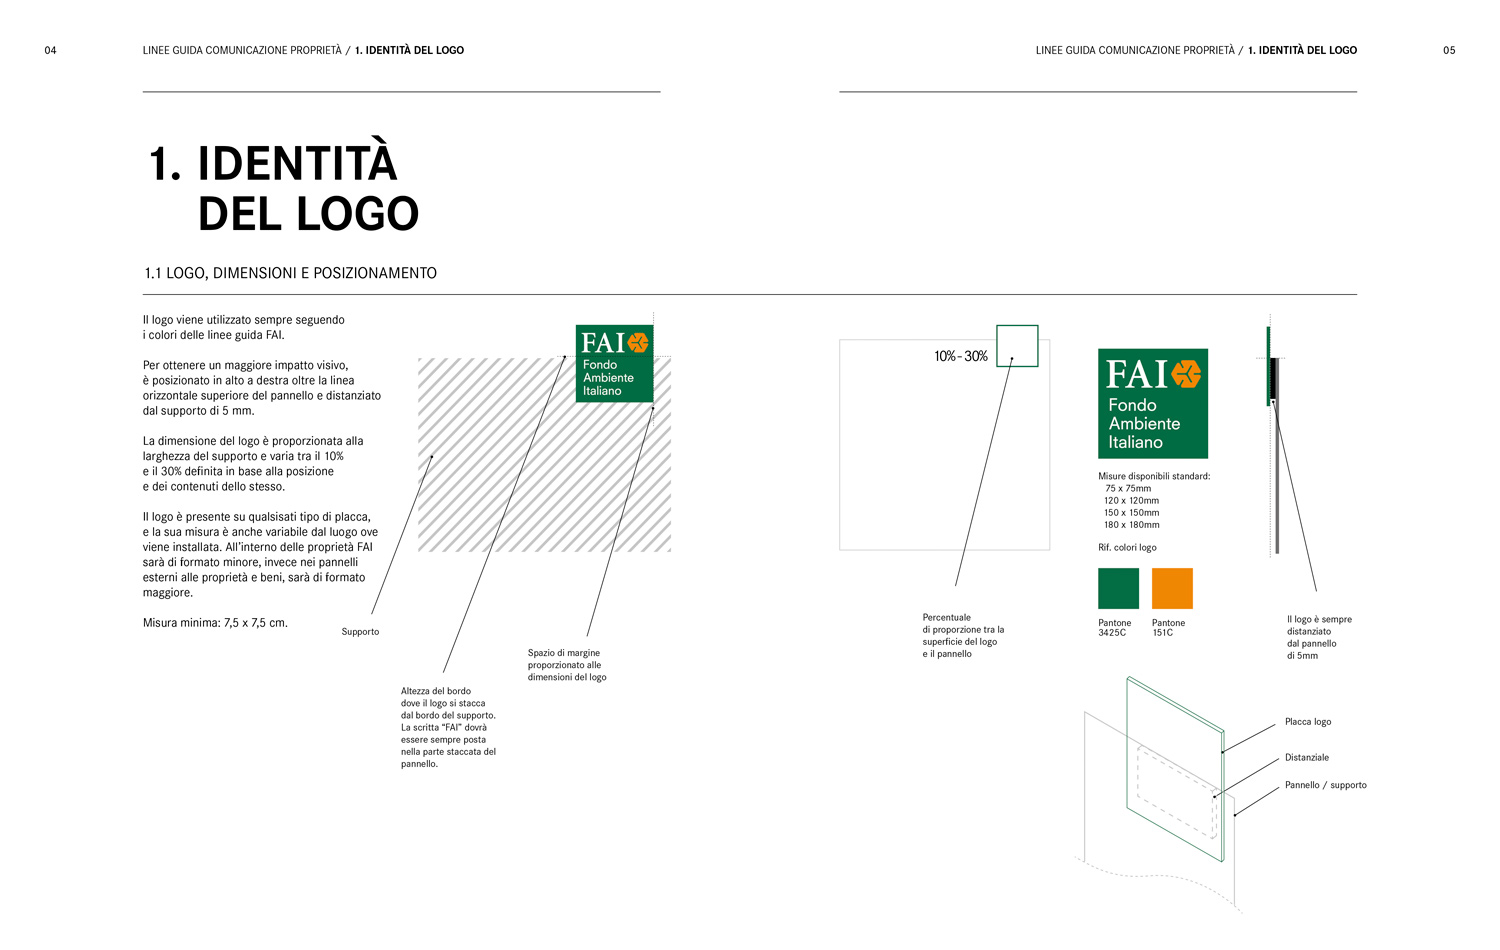 04
LINEE GUIDA COMUNICAZIONE PROPRIETÀ / 1. IDENTITÀ DEL LOGO
LINEE GUIDA COMUNICAZIONE PROPRIETÀ / 1. IDENTITÀ DEL LOGO
05
1. IDENTITÀ
DEL LOGO
1.1 LOGO, DIMENSIONI E POSIZIONAMENTO
Il logo viene utilizzato sempre seguendo
i colori delle linee guida FAI.
Per ottenere un maggiore impatto visivo,
è posizionato in alto a destra oltre la linea
orizzontale superiore del pannello e distanziato
dal supporto di 5 mm.
La dimensione del logo è proporzionata alla
larghezza del supporto e varia tra il 10%
e il 30% definita in base alla posizione
e dei contenuti dello stesso.
Il logo è presente su qualsisati tipo di placca,
e la sua misura è anche variabile dal luogo ove
viene installata. All'interno delle proprietà FAI
sarà di formato minore, invece nei pannelli
esterni alle proprietà e beni, sarà di formato
maggiore.
Misura minima: 7,5 x 7,5 cm.
FAI
Fondo
Ambiente
Italiano
Supporto
Altezza del bordo
dove il logo si stacca
dal bordo del supporto.
La scritta “FAI” dovrà
essere sempre posta
nella parte staccata del
pannello.
Spazio di margine
proporzionato alle
dimensioni del logo
10% - 30%
Percentuale
di proporzione tra la
superficie del logo
e il pannello
FAI
Fondo
Ambiente
Italiano
Misure disponibili standard:
75 x 75mm
120 x 120mm
150 x 150mm
180 x 180mm
Rif. colori logo
Pantone
3425C
Pantone
151C
Il logo è sempre
distanziato
dal pannello
di 5mm
Placca logo
Distanziale
Pannello / supporto